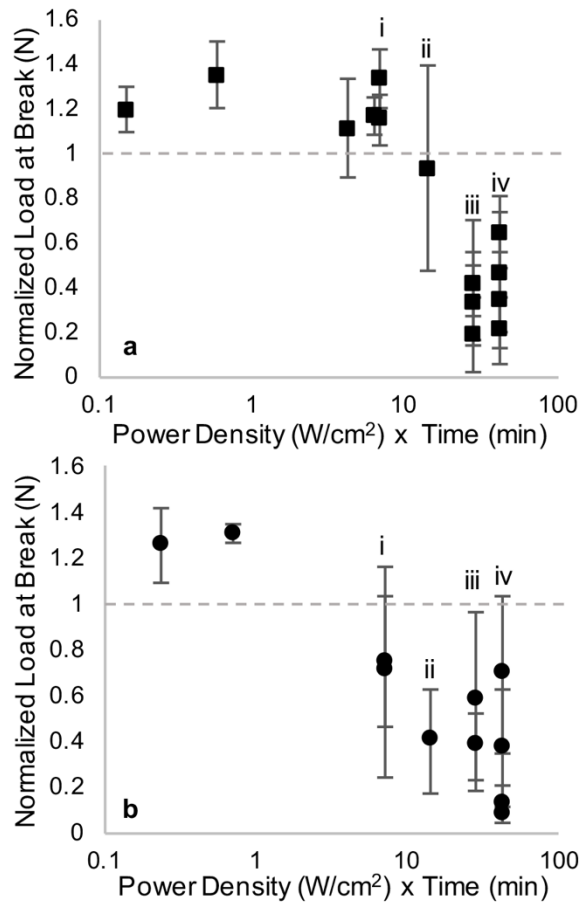 1.6
1.4
1.2
1
0.8
0.6
0.4
0.2
0
Normalized Load at Break (N)
i
ii
iii
iv
a
0.1 1 10 100
Power Density (W/cm²) x Time (min)
1.6
1.4
1.2
1
0.8
0.6
0.4
0.2
0
Normalized Load at Break (N)
i
ii
iii
iv
b
0.1 1 10 100
Power Density (W/cm²) x Time (min)